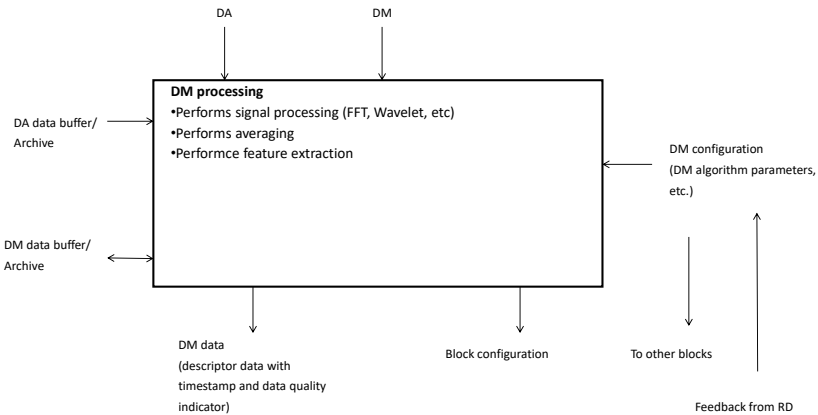 DA
DM
DM processing
•Performs signal processing (FFT, Wavelet, etc)
•Performs averaging
•Performce feature extraction
DA data buffer/
Archive
DM configuration
(DM algorithm parameters,
etc.)
DM data buffer/
Archive
DM data
(descriptor data with
timestamp and data quality
indicator)
Block configuration
To other blocks
Feedback from RD